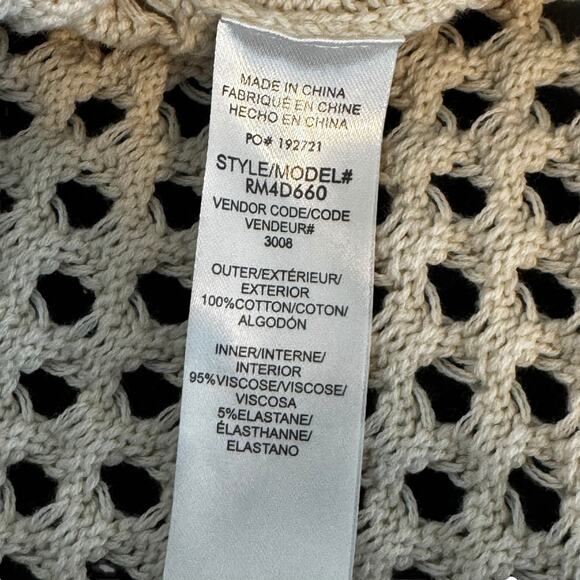 MADE IN CHINA
FABRIQUÉ EN CHINE
HECHO EN CHINA
PO# 192721
STYLE/MODEL#
RM4D660
VENDOR CODE/CODE
VENDEUR#
3008
OUTER/EXTÉRIEUR/
EXTERIOR
100%COTTON/COTON/
ALGODÓN
INNER/INTERNE/
INTERIOR
95%VISCOSE/VISCOSE/
VISCOSA
5%ELASTANE/
ÉLASTHANNE/
ELASTANO